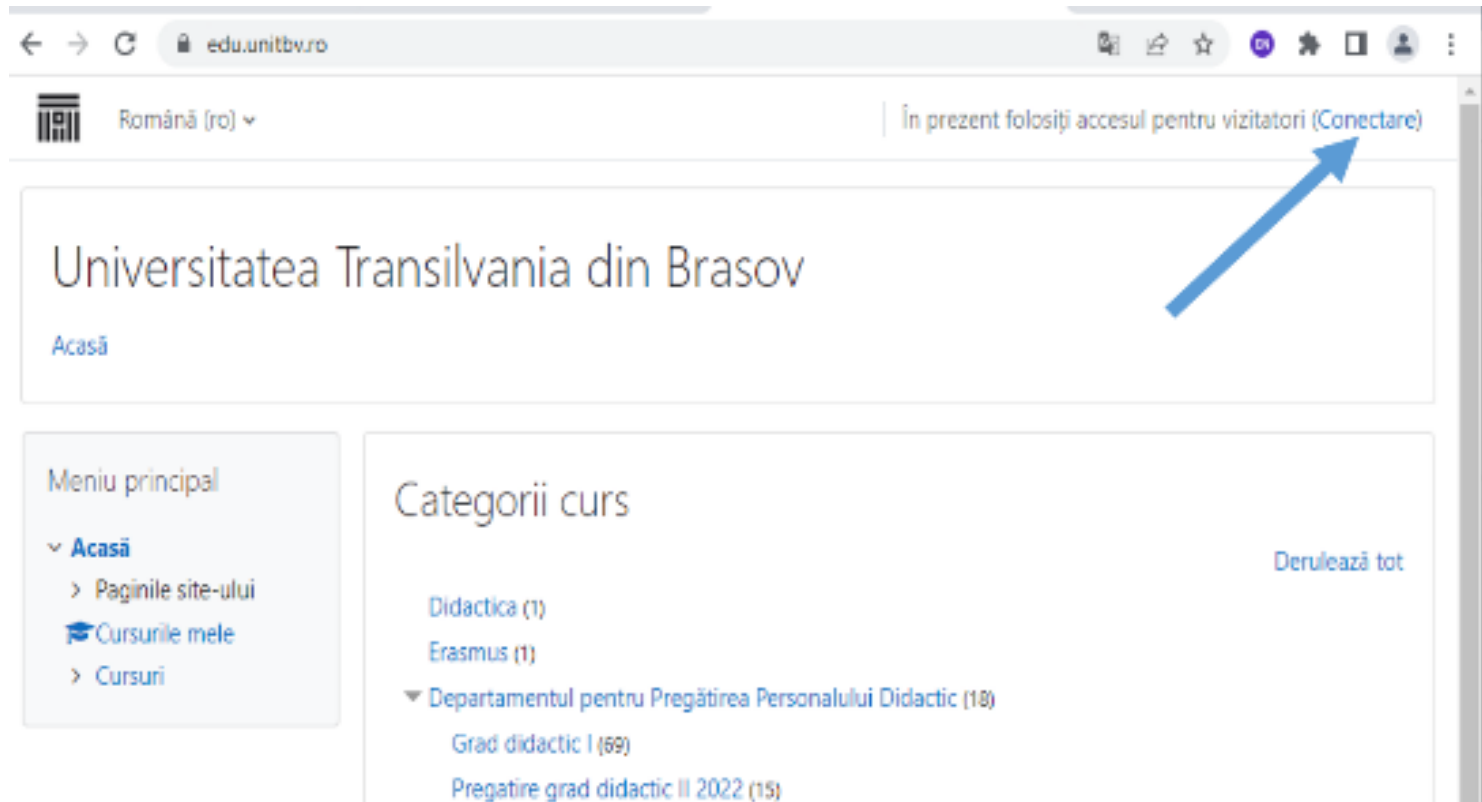 edu.unitbv.ro
EN
Română (ro)
În prezent folosiți accesul pentru vizitatori (Conectare)
Universitatea Transilvania din Brasov
Acasă
Meniu principal
Acasă
Paginile site-ului
Cursurile mele
Cursuri
Categorii curs
Derulează tot
Didactica (1)
Erasmus (1)
Departamentul pentru Pregătirea Personalului Didactic (18)
Grad didactic I (69)
Pregatire grad didactic II 2022 (15)